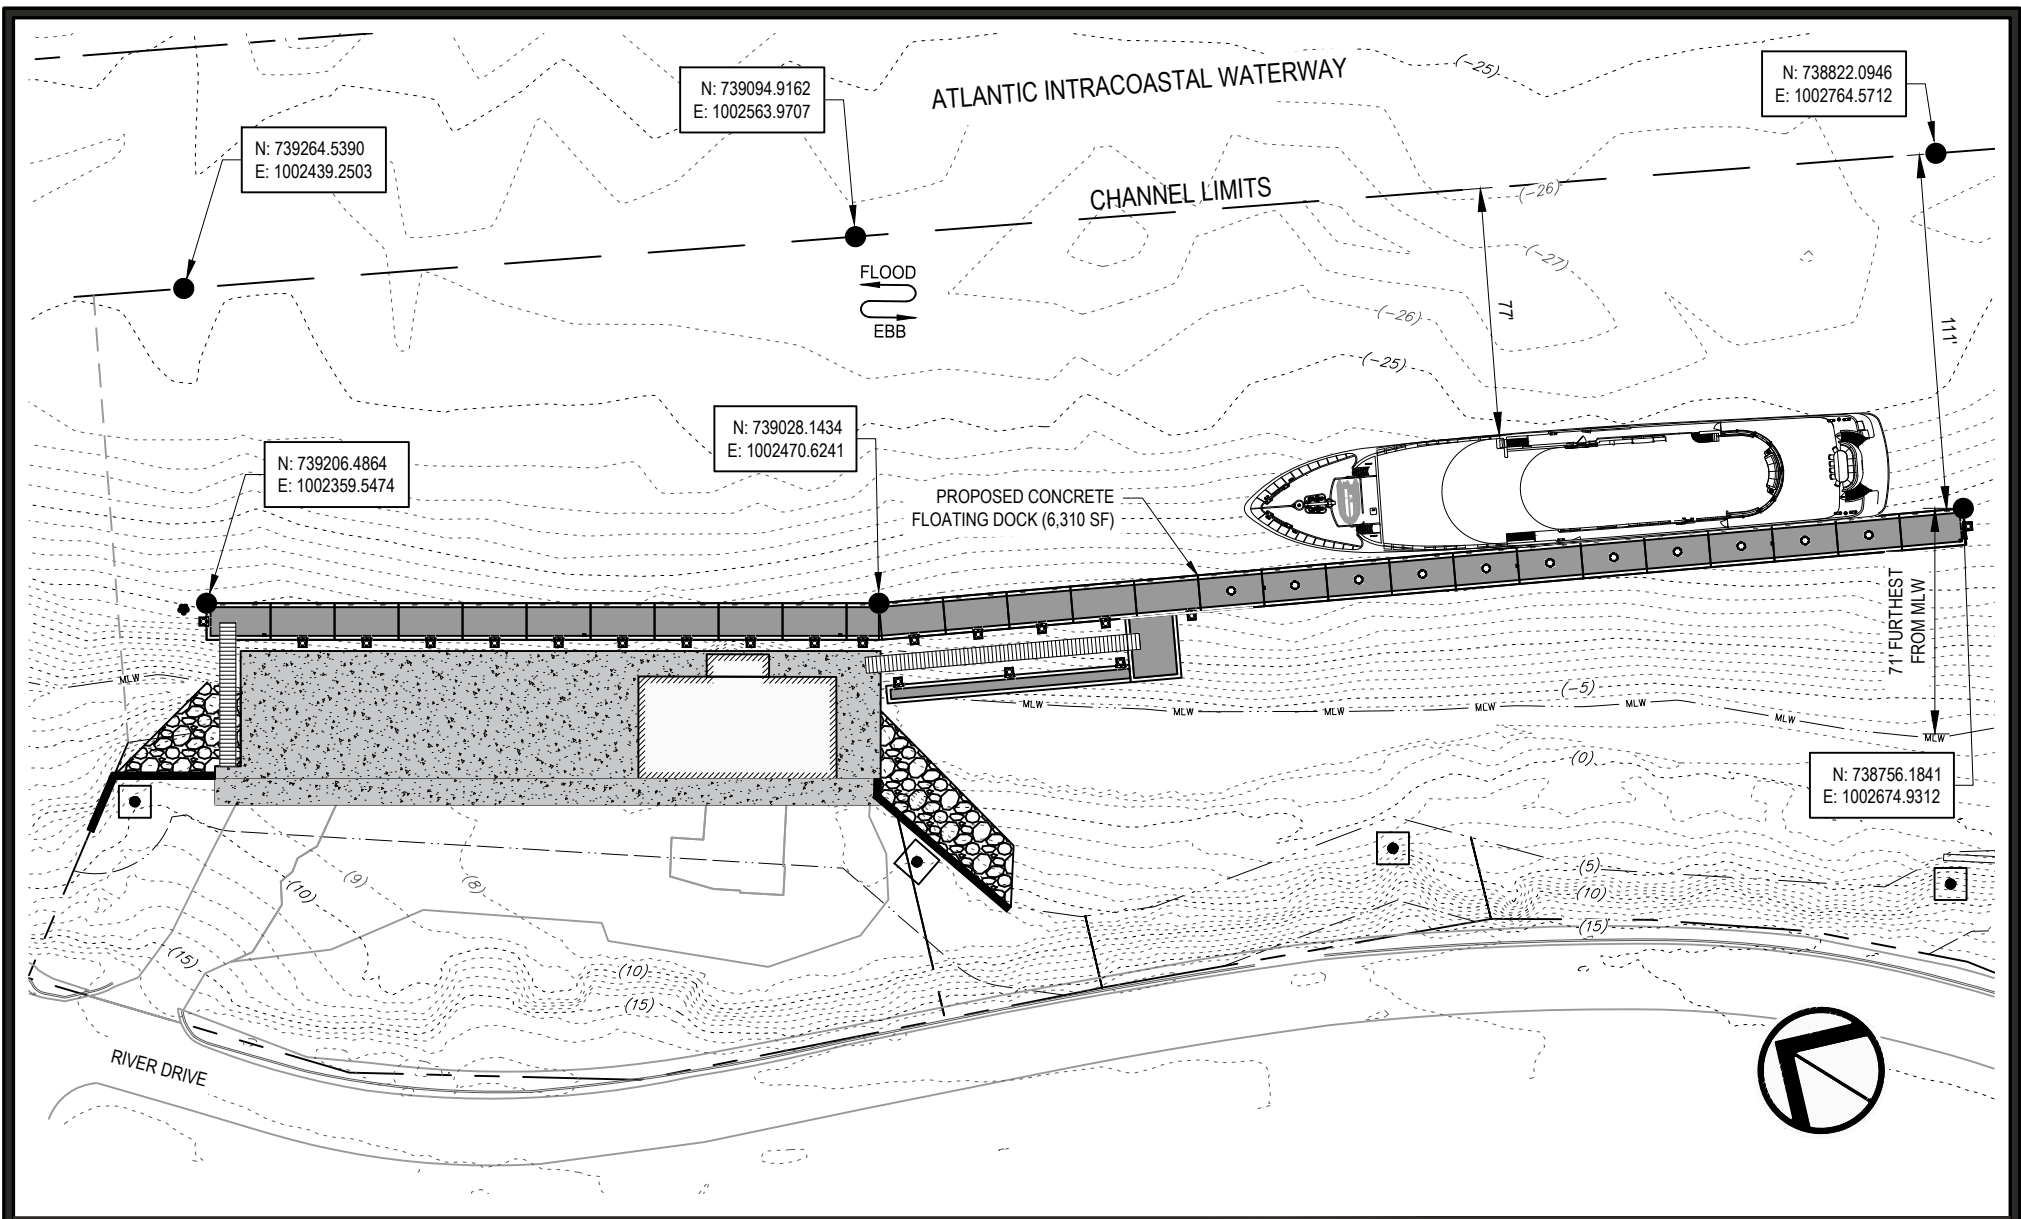 ATLANTIC INTRACOASTAL WATERWAY
(-25)
N: 738822.0946
E: 1002764.5712
N: 739094.9162
E: 1002563.9707
N: 739264.5390
E: 1002439.2503
CHANNEL LIMITS
(-26)
(-27)
FLOOD
EBB
77'
111'
(-26)
(-25)
N: 739028.1434
E: 1002470.6241
N: 739206.4864
E: 1002359.5474
PROPOSED CONCRETE
FLOATING DOCK (6,310 SF)
71' FURTHEST
FROM MLW
MLW
(-5)
MLW
MLW
MLW
MLW
MLW
MLW
MLW
(0)
N: 738756.1841
E: 1002674.9312
(5)
(10)
(15)
(10)
(9)
(8)
(15)
(10)
(15)
RIVER DRIVE